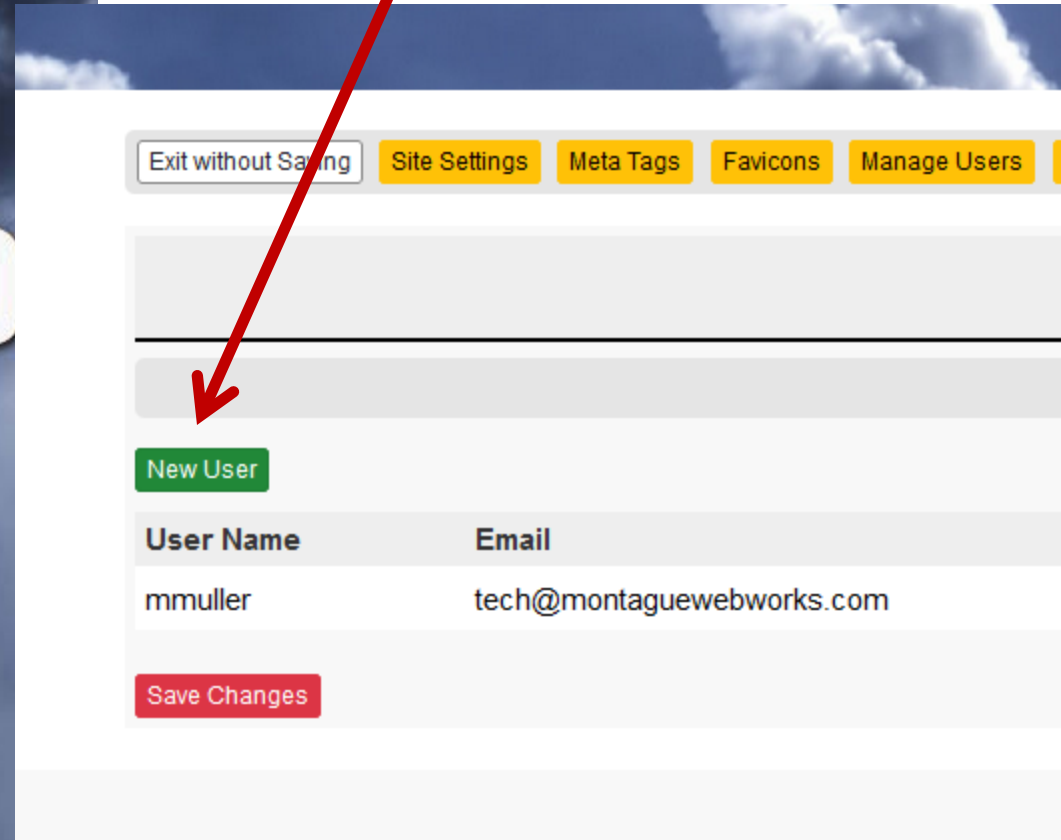 Exit without Saving Site Settings Meta Tags Favicons Manage Users
New User
User Name Email
mmuller tech@montaguewebworks.com
Save Changes